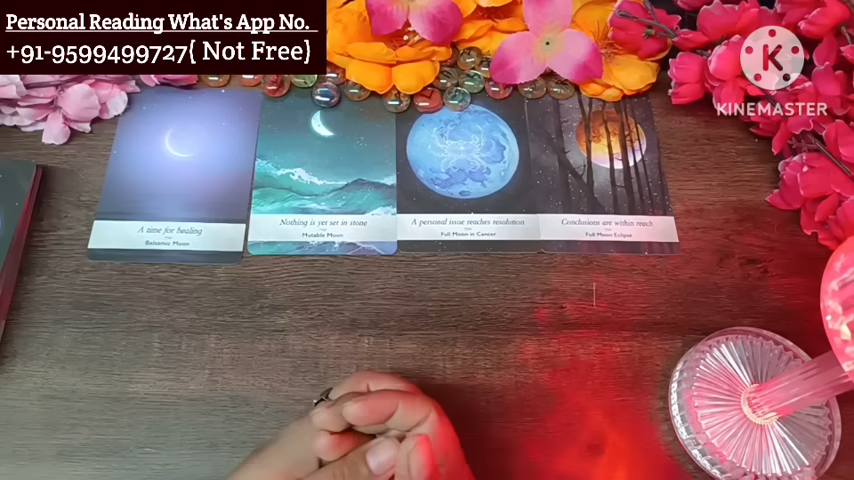 Personal Reading What's App No.
+91-9599499727( Not Free)
KINEMASTER
A time for healing
Balsamic Moon
Nothing is yet set in stone
Mutable Moon
A personal issue reaches resolution
Full Moon in Cancer
Conclusions are within reach
Full Moon Eclipse